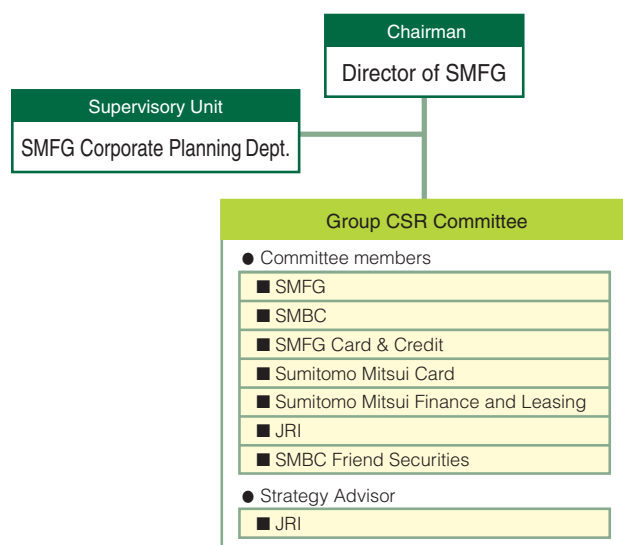 Chairman
Director of SMFG
Supervisory Unit
SMFG Corporate Planning Dept.
Group CSR Committee
● Committee members
■ SMFG
■ SMBC
■ SMFG Card & Credit
■ Sumitomo Mitsui Card
■ Sumitomo Mitsui Finance and Leasing
■ JRI
■ SMBC Friend Securities
● Strategy Advisor
■ JRI